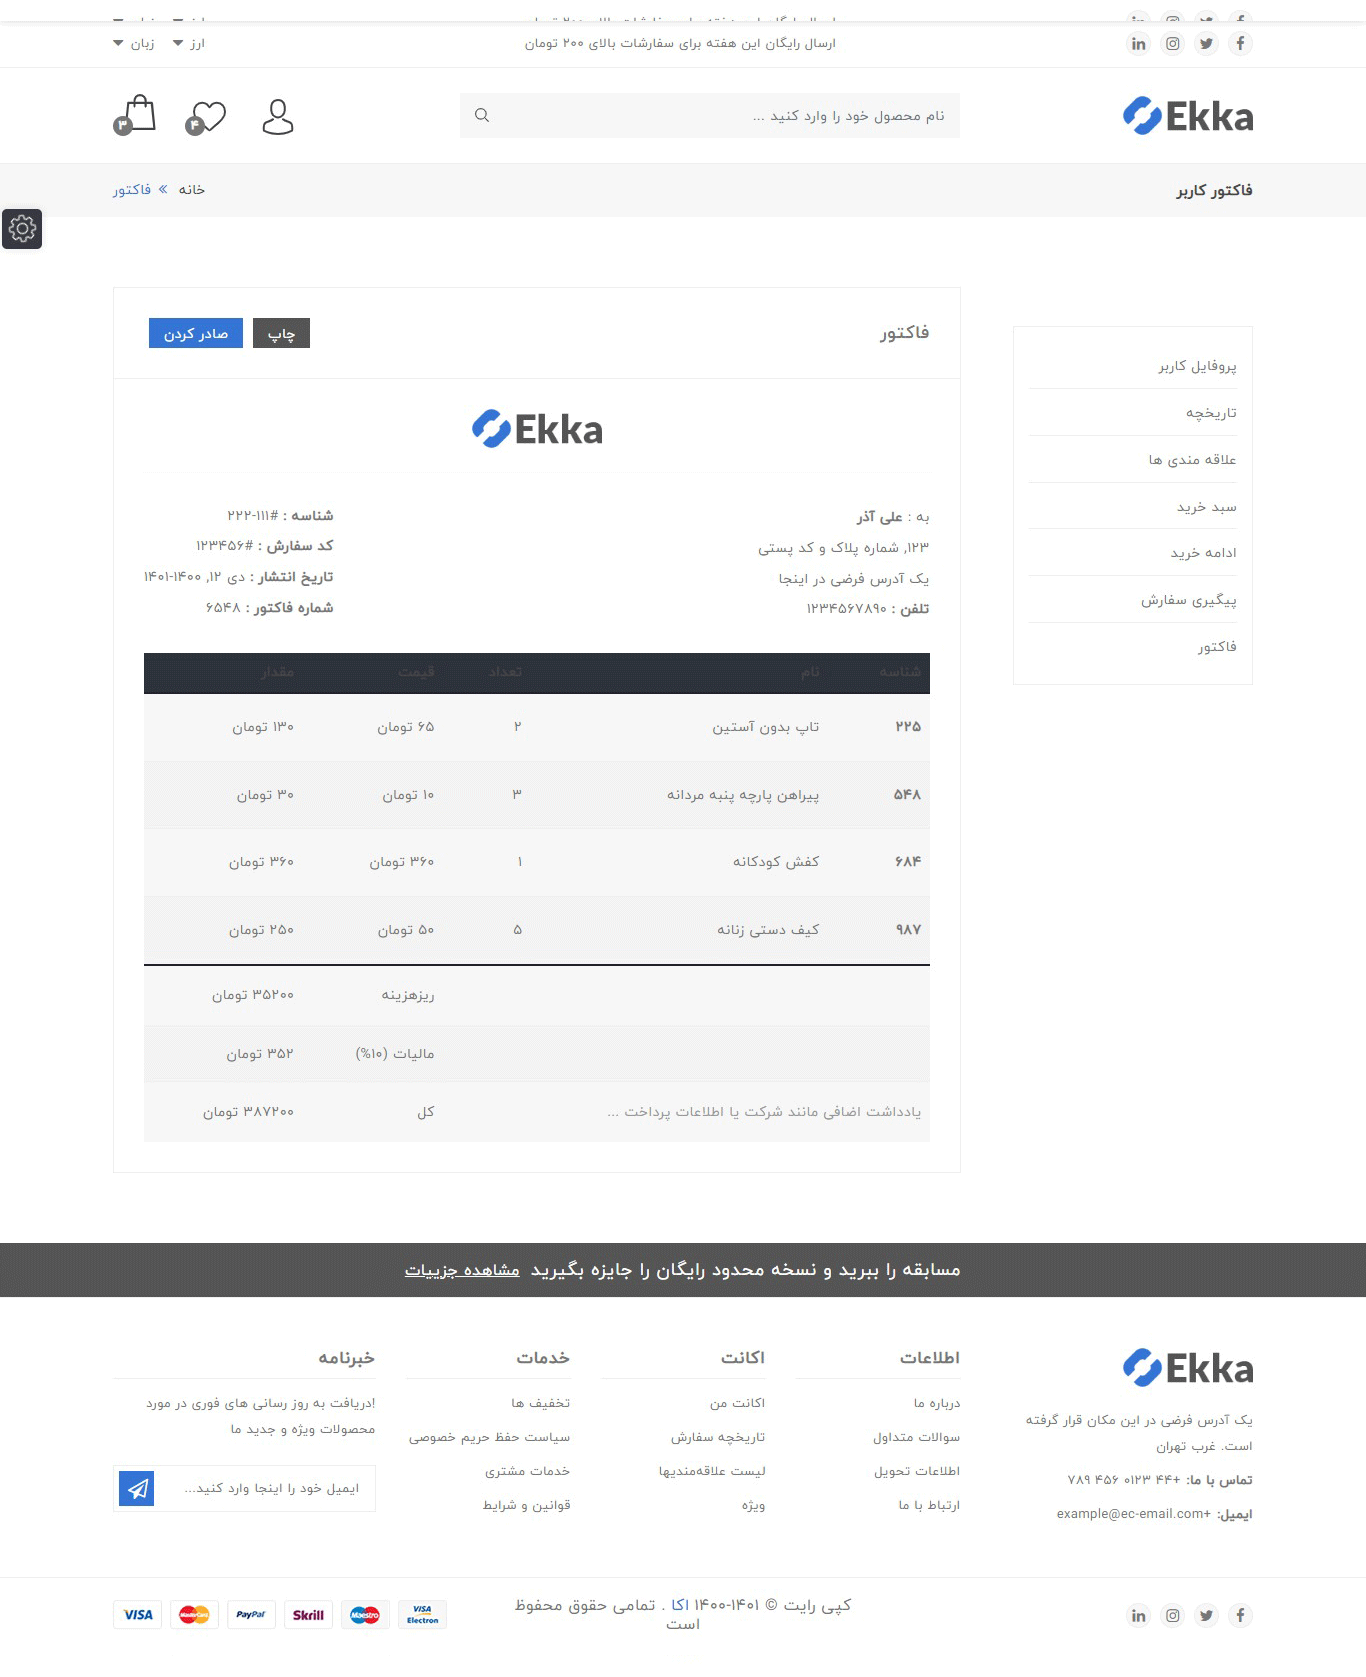 ارسال رایگان این هفته برای سفارشات بالای ۲۰۰ تومان
ارز
زبان
Ekka
نام محصول خود را وارد کنید ...
۴
۳
فاکتور کاربر
خانه » فاکتور
پروفایل کاربر
تاریخچه
علاقه مندی ها
سبد خرید
ادامه خرید
پیگیری سفارش
فاکتور
فاکتور
چاپ
صادر کردن
Ekka
به : علی آذر
۱۲۳, شماره پلاک و کد پستی
یک آدرس فرضی در اینجا
تلفن : ۱۲۳۴۵۶۷۸۹۰
شناسه : #۱۱۱-۲۲۲
کد سفارش : #۱۲۳۴۵۶
تاریخ انتشار : دی ۱۲, ۱۴۰۰-۱۴۰۱
شماره فاکتور : ۶۵۴۸
شناسه نام تعداد قیمت مقدار
۲۲۵ تاپ بدون آستین ۲ ۶۵ تومان ۱۳۰ تومان
۵۴۸ پیراهن پارچه پنبه مردانه ۳ ۱۰ تومان ۳۰ تومان
۶۸۴ کفش کودکانه ۱ ۳۶۰ تومان ۳۶۰ تومان
۹۸۷ کیف دستی زنانه ۵ ۵۰ تومان ۲۵۰ تومان
ریزهزینه ۳۵۲۰۰ تومان
مالیات (۱۰%) ۳۵۲ تومان
یادداشت اضافی مانند شرکت یا اطلاعات پرداخت ... کل ۳۸۷۲۰۰ تومان
مسابقه را ببرید و نسخه محدود رایگان را جایزه بگیرید مشاهده جزییات
Ekka
یک آدرس فرضی در این مکان قرار گرفته
است. غرب تهران
تماس با ما: +۴۴ ۰۱۲۳ ۴۵۶ ۷۸۹
ایمیل: +example@ec-email.com
اطلاعات
درباره ما
سوالات متداول
اطلاعات تحویل
ارتباط با ما
اکانت
اکانت من
تاریخچه سفارش
لیست علاقه‌مندیها
ویژه
خدمات
تخفیف ها
سیاست حفظ حریم خصوصی
خدمات مشتری
قوانین و شرایط
خبرنامه
!دریافت به روز رسانی های فوری در مورد
محصولات ویژه و جدید ما
ایمیل خود را اینجا وارد کنید...
کپی رایت © ۱۴۰۱-۱۴۰۰ اکا . تمامی حقوق محفوظ
است
VISA
MasterCard
PayPal
Skrill
Maestro
VISA
Electron